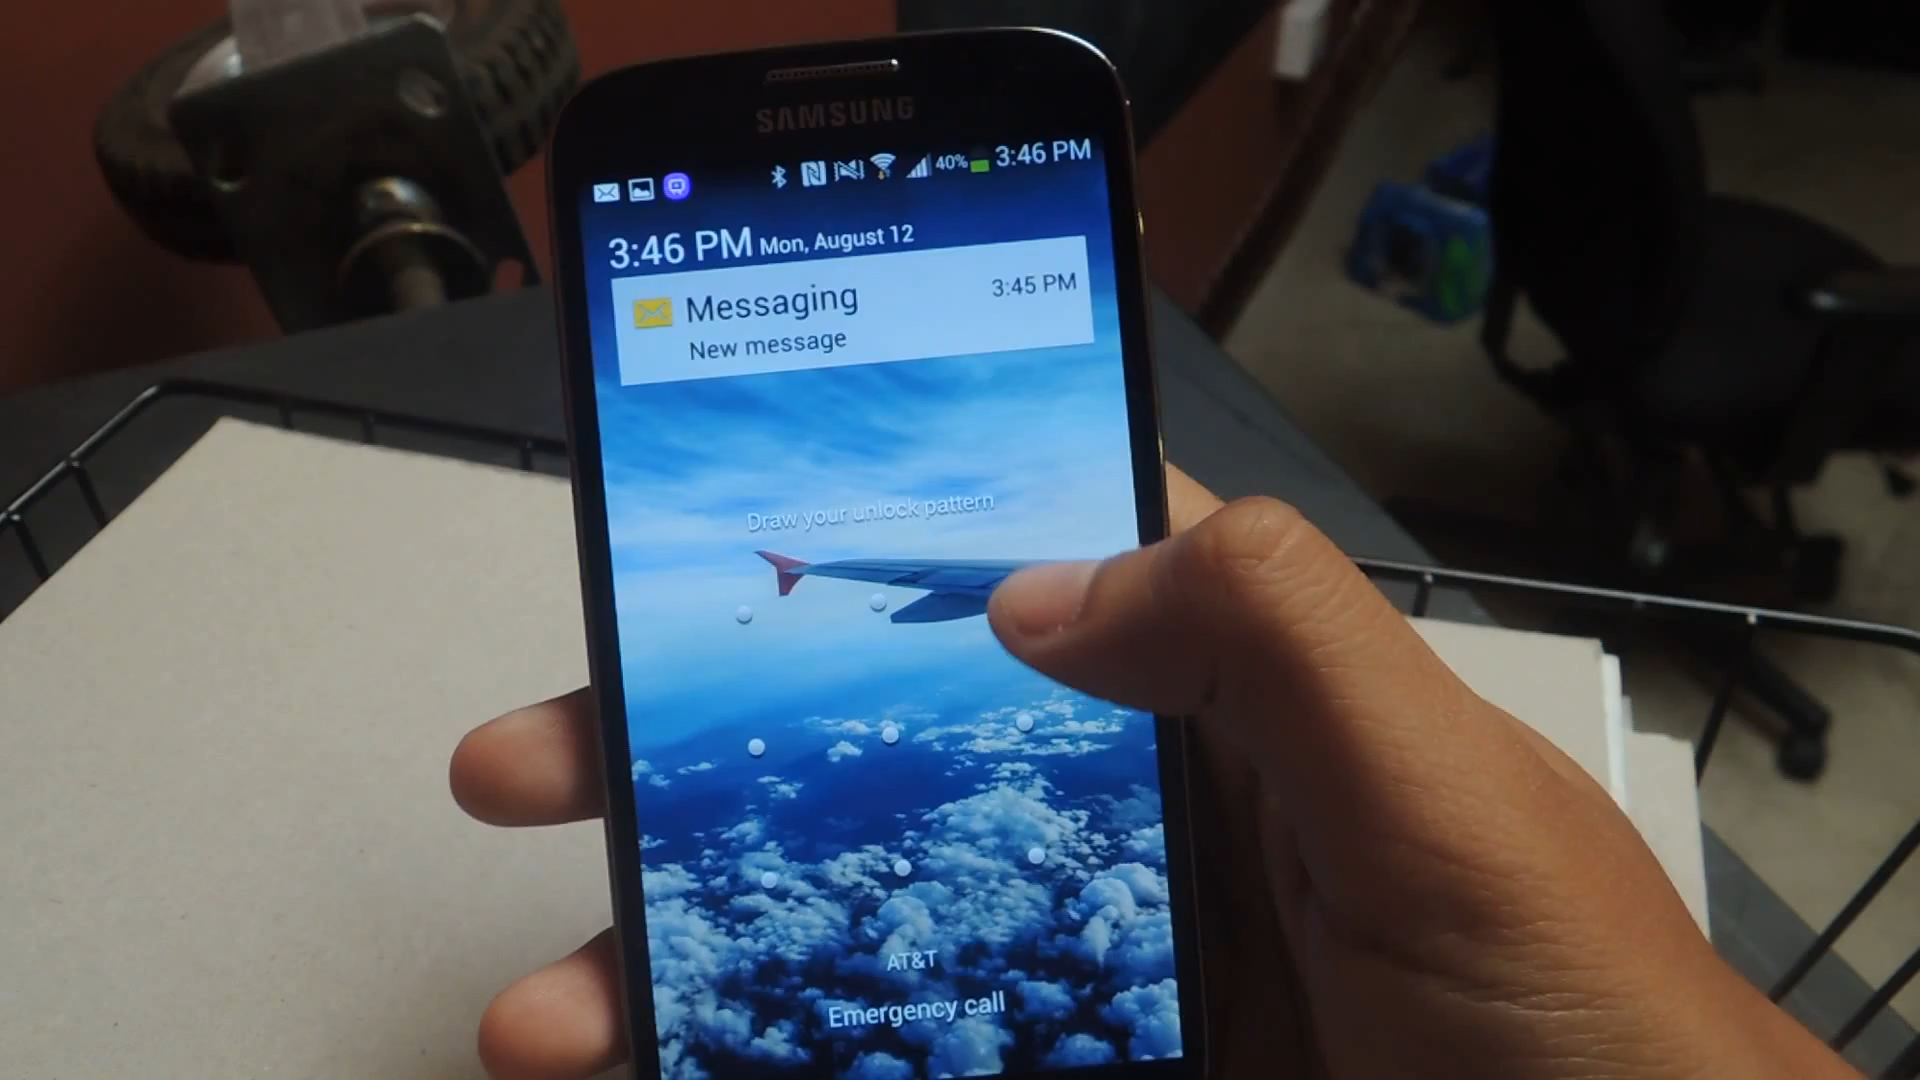 SAMSUNG
40% 3:46 PM
3:46 PM Mon, August 12
Messaging 3:45 PM
New message
Draw your unlock pattern
AT&T
Emergency call